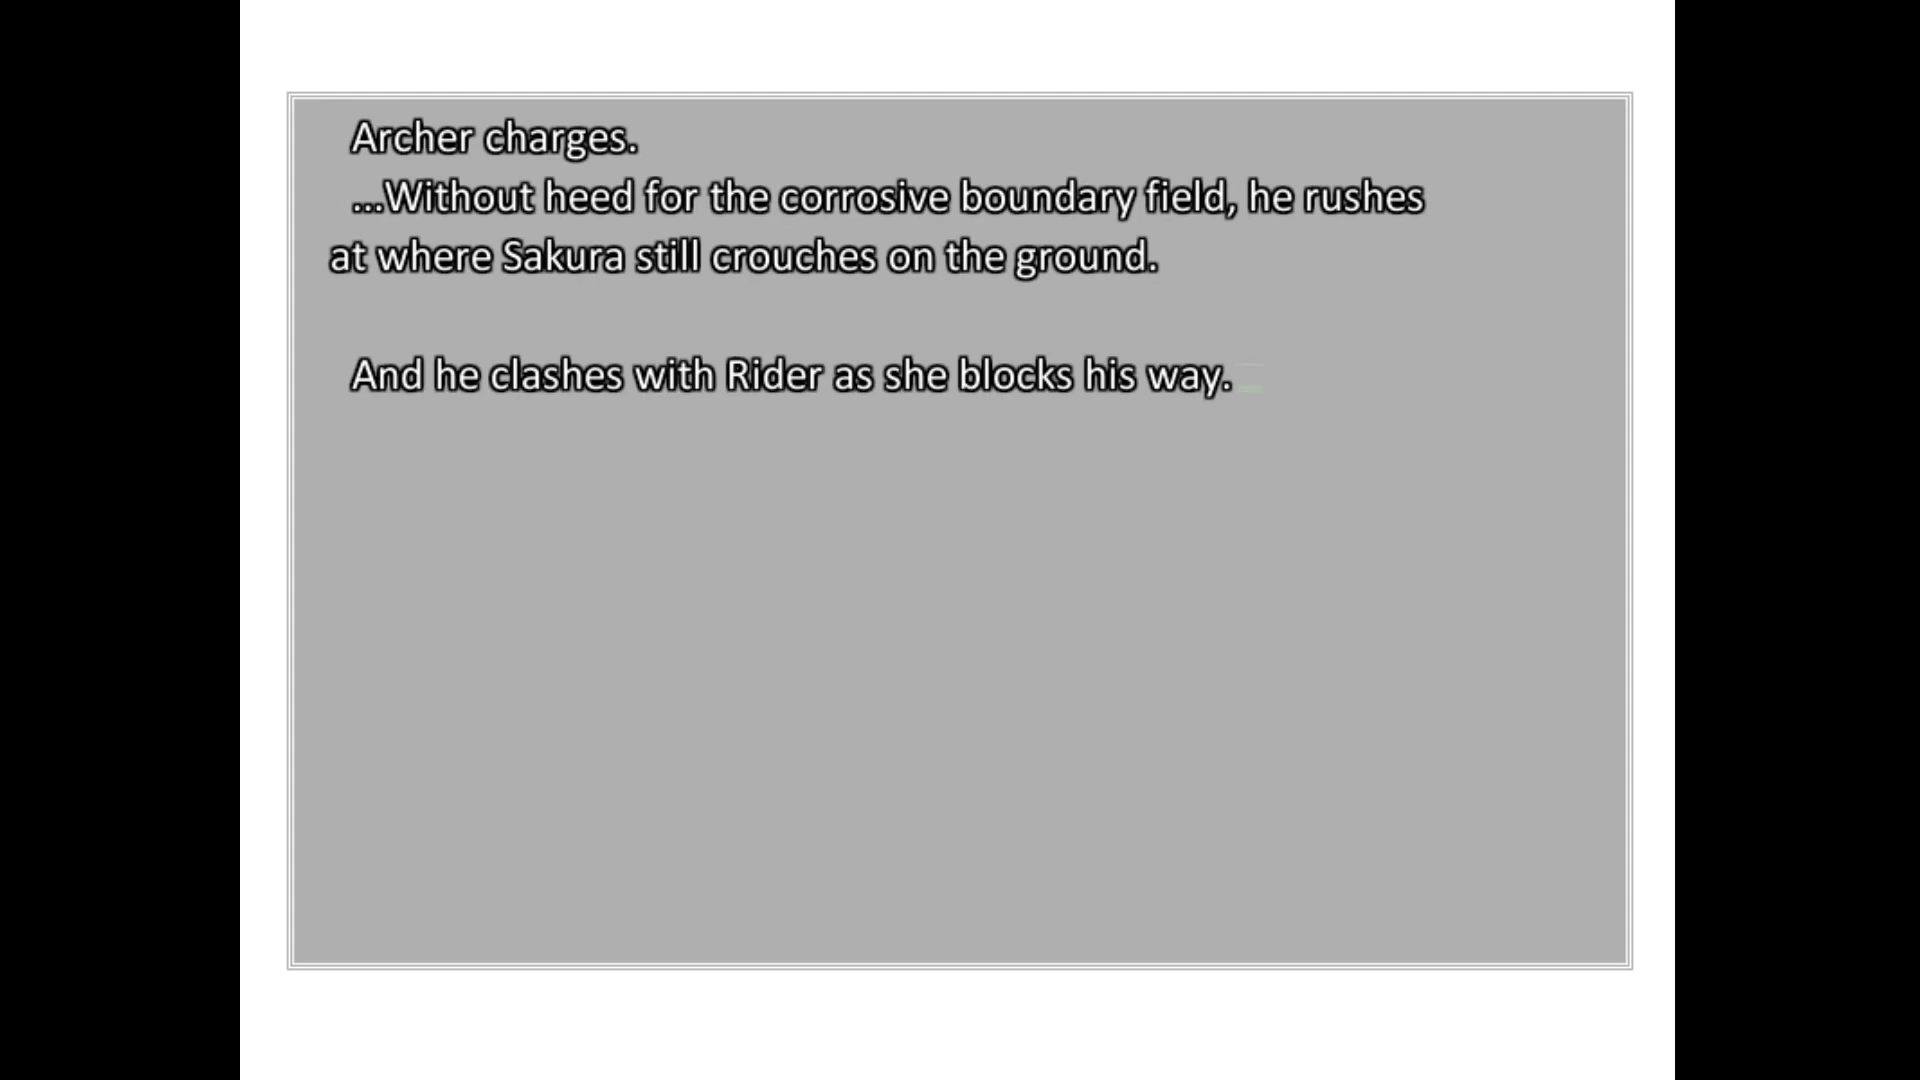 Archer charges.
...Without heed for the corrosive boundary field, he rushes
at where Sakura still crouches on the ground.
And he clashes with Rider as she blocks his way.